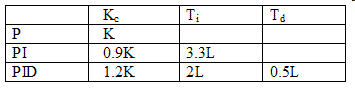 Kc Ti Td
P K
PI 0.9K 3.3L
PID 1.2K 2L 0.5L